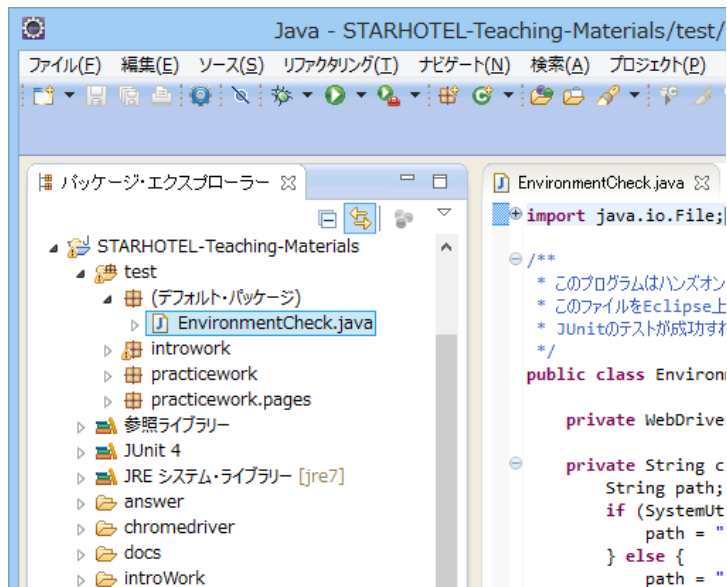 Java - STARHOTEL-Teaching-Materials/test/
ファイル(F) 編集(E) ソース(S) リファクタリング(T) ナビゲート(N) 検索(A) プロジェクト(P)
パッケージ・エクスプローラー
STARHOTEL-Teaching-Materials
test
(デフォルト・パッケージ)
EnvironmentCheck.java
introwork
practicework
practicework.pages
参照ライブラリー
JUnit 4
JRE システム・ライブラリー [jre7]
answer
chromedriver
docs
introWork
EnvironmentCheck.java
import java.io.File;
/**
* このプログラムはハンズオン
* このファイルをEclipse上
* JUnitのテストが成功すれ
*/
public class Environ
private WebDrive
private String c
String path;
if (SystemUt
path = "
} else {
path = "